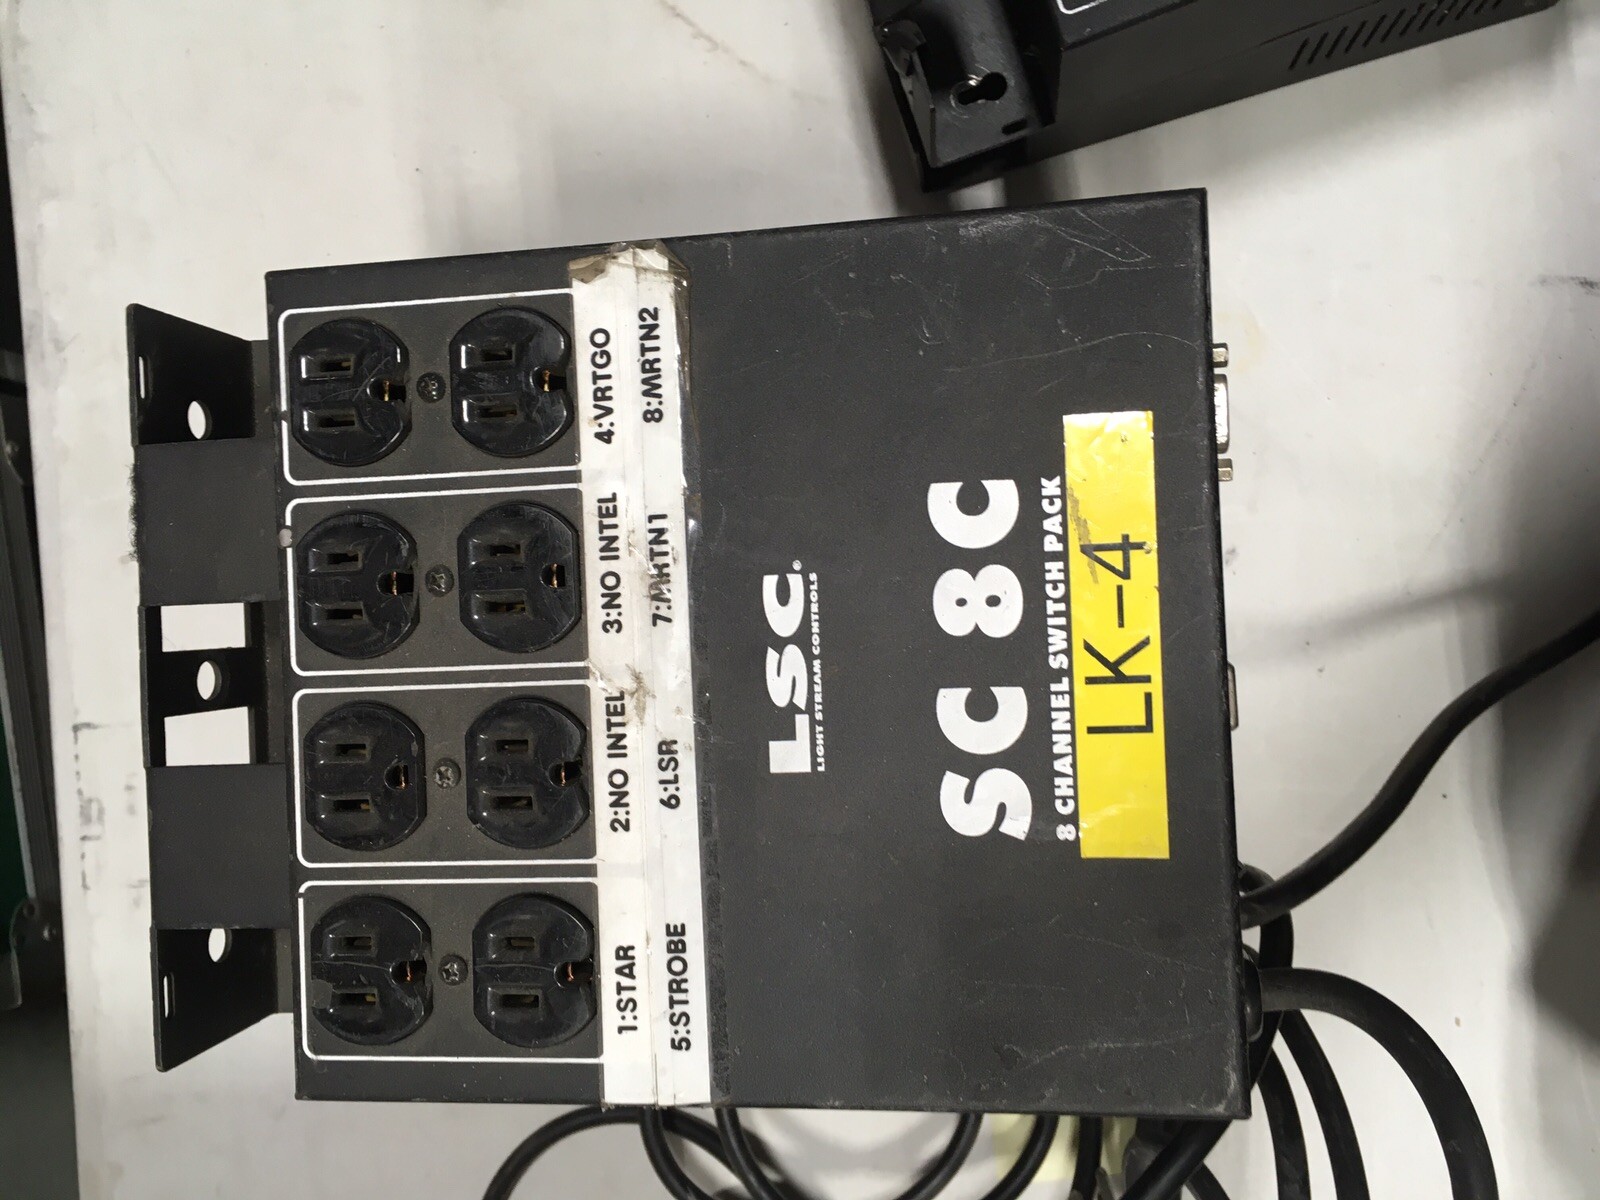 1:STAR 2:NO INTEL 3:NO INTEL 4:VRTGO
5:STROBE 6:LSR 7:MRTN1 8:MRTN2
LSC®
LIGHT STREAM CONTROLS
SC 8C
8 CHANNEL SWITCH PACK
LK-4